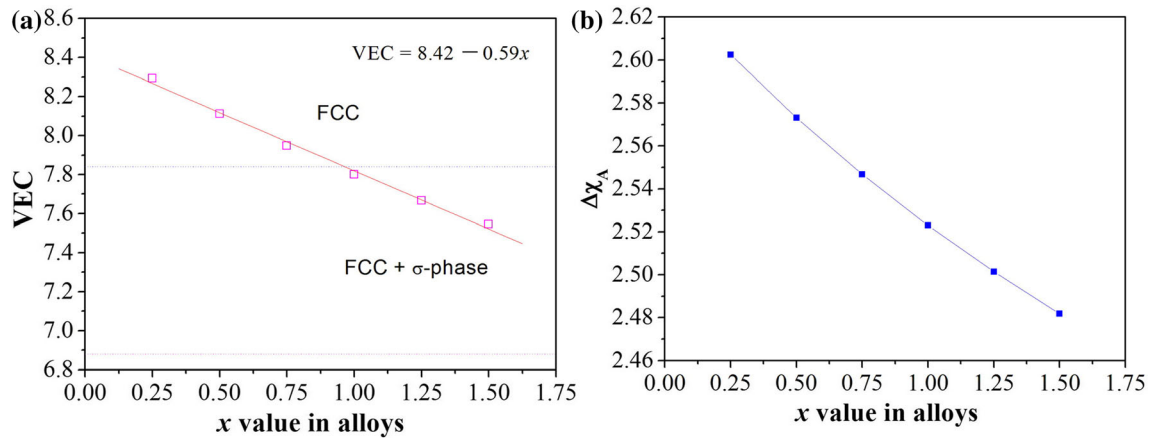 (a)
8.6
8.4
8.2
8.0
7.8
7.6
7.4
7.2
7.0
6.8
VEC
VEC = 8.42 − 0.59x
FCC
FCC + σ-phase
0.00 0.25 0.50 0.75 1.00 1.25 1.50 1.75
x value in alloys
(b)
2.62
2.60
2.58
2.56
2.54
2.52
2.50
2.48
2.46
ΔχA
0.00 0.25 0.50 0.75 1.00 1.25 1.50 1.75
x value in alloys